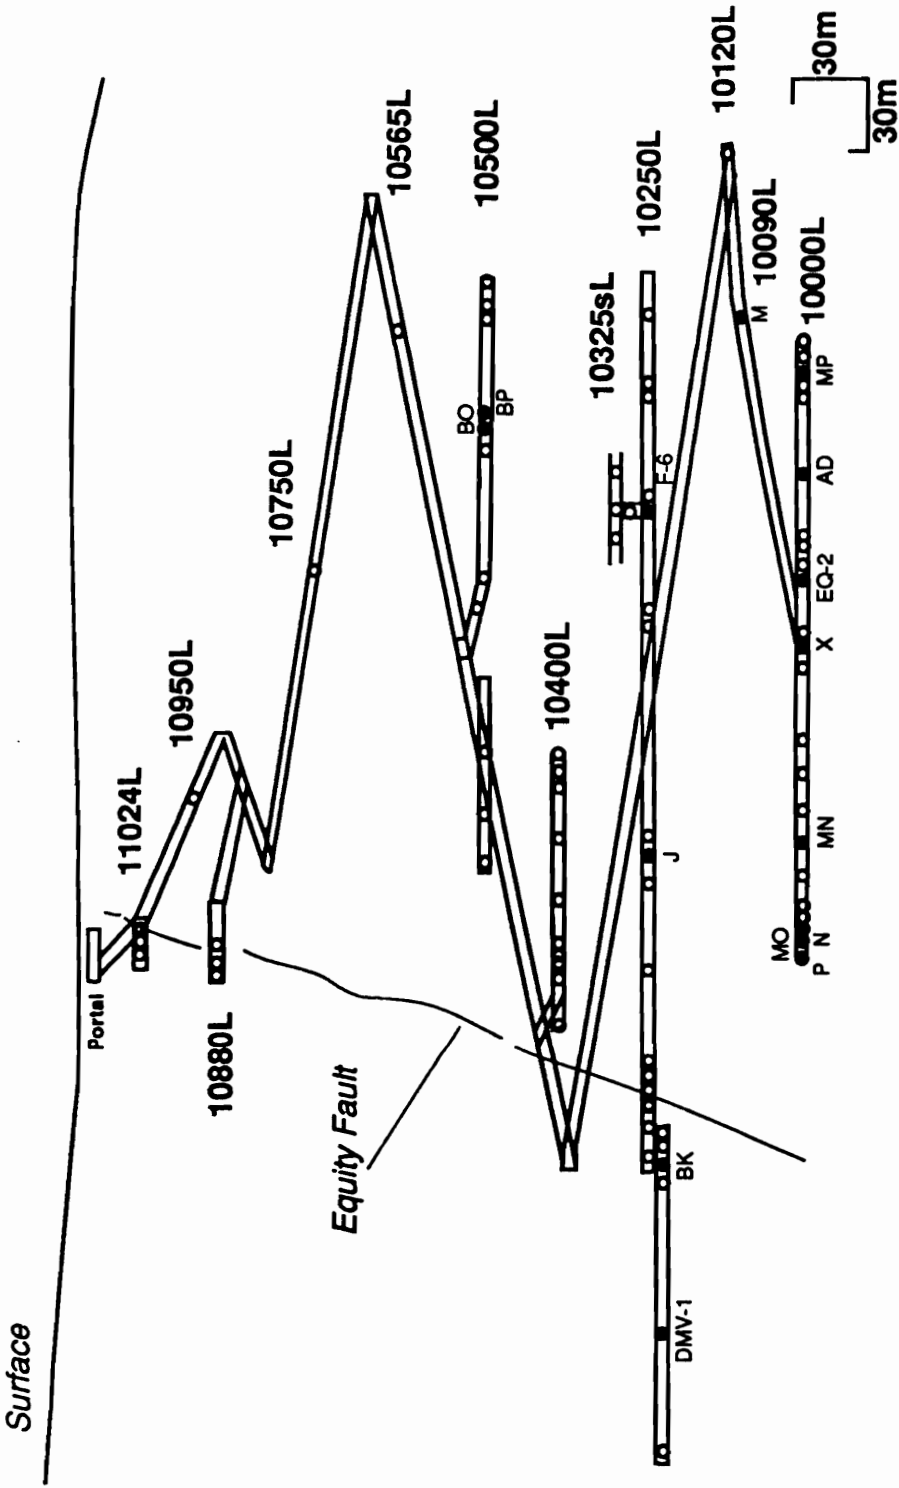 Surface
Portal
I
11024L
10950L
10880L
10750L
10565L
10500L
BO
BP
Equity Fault
10400L
10325sL
10250L
F-6
J
BK
DMV-1
10120L
10090L
M
10000L
MP
AD
EQ-2
X
MN
MO
N
P
30m
30m